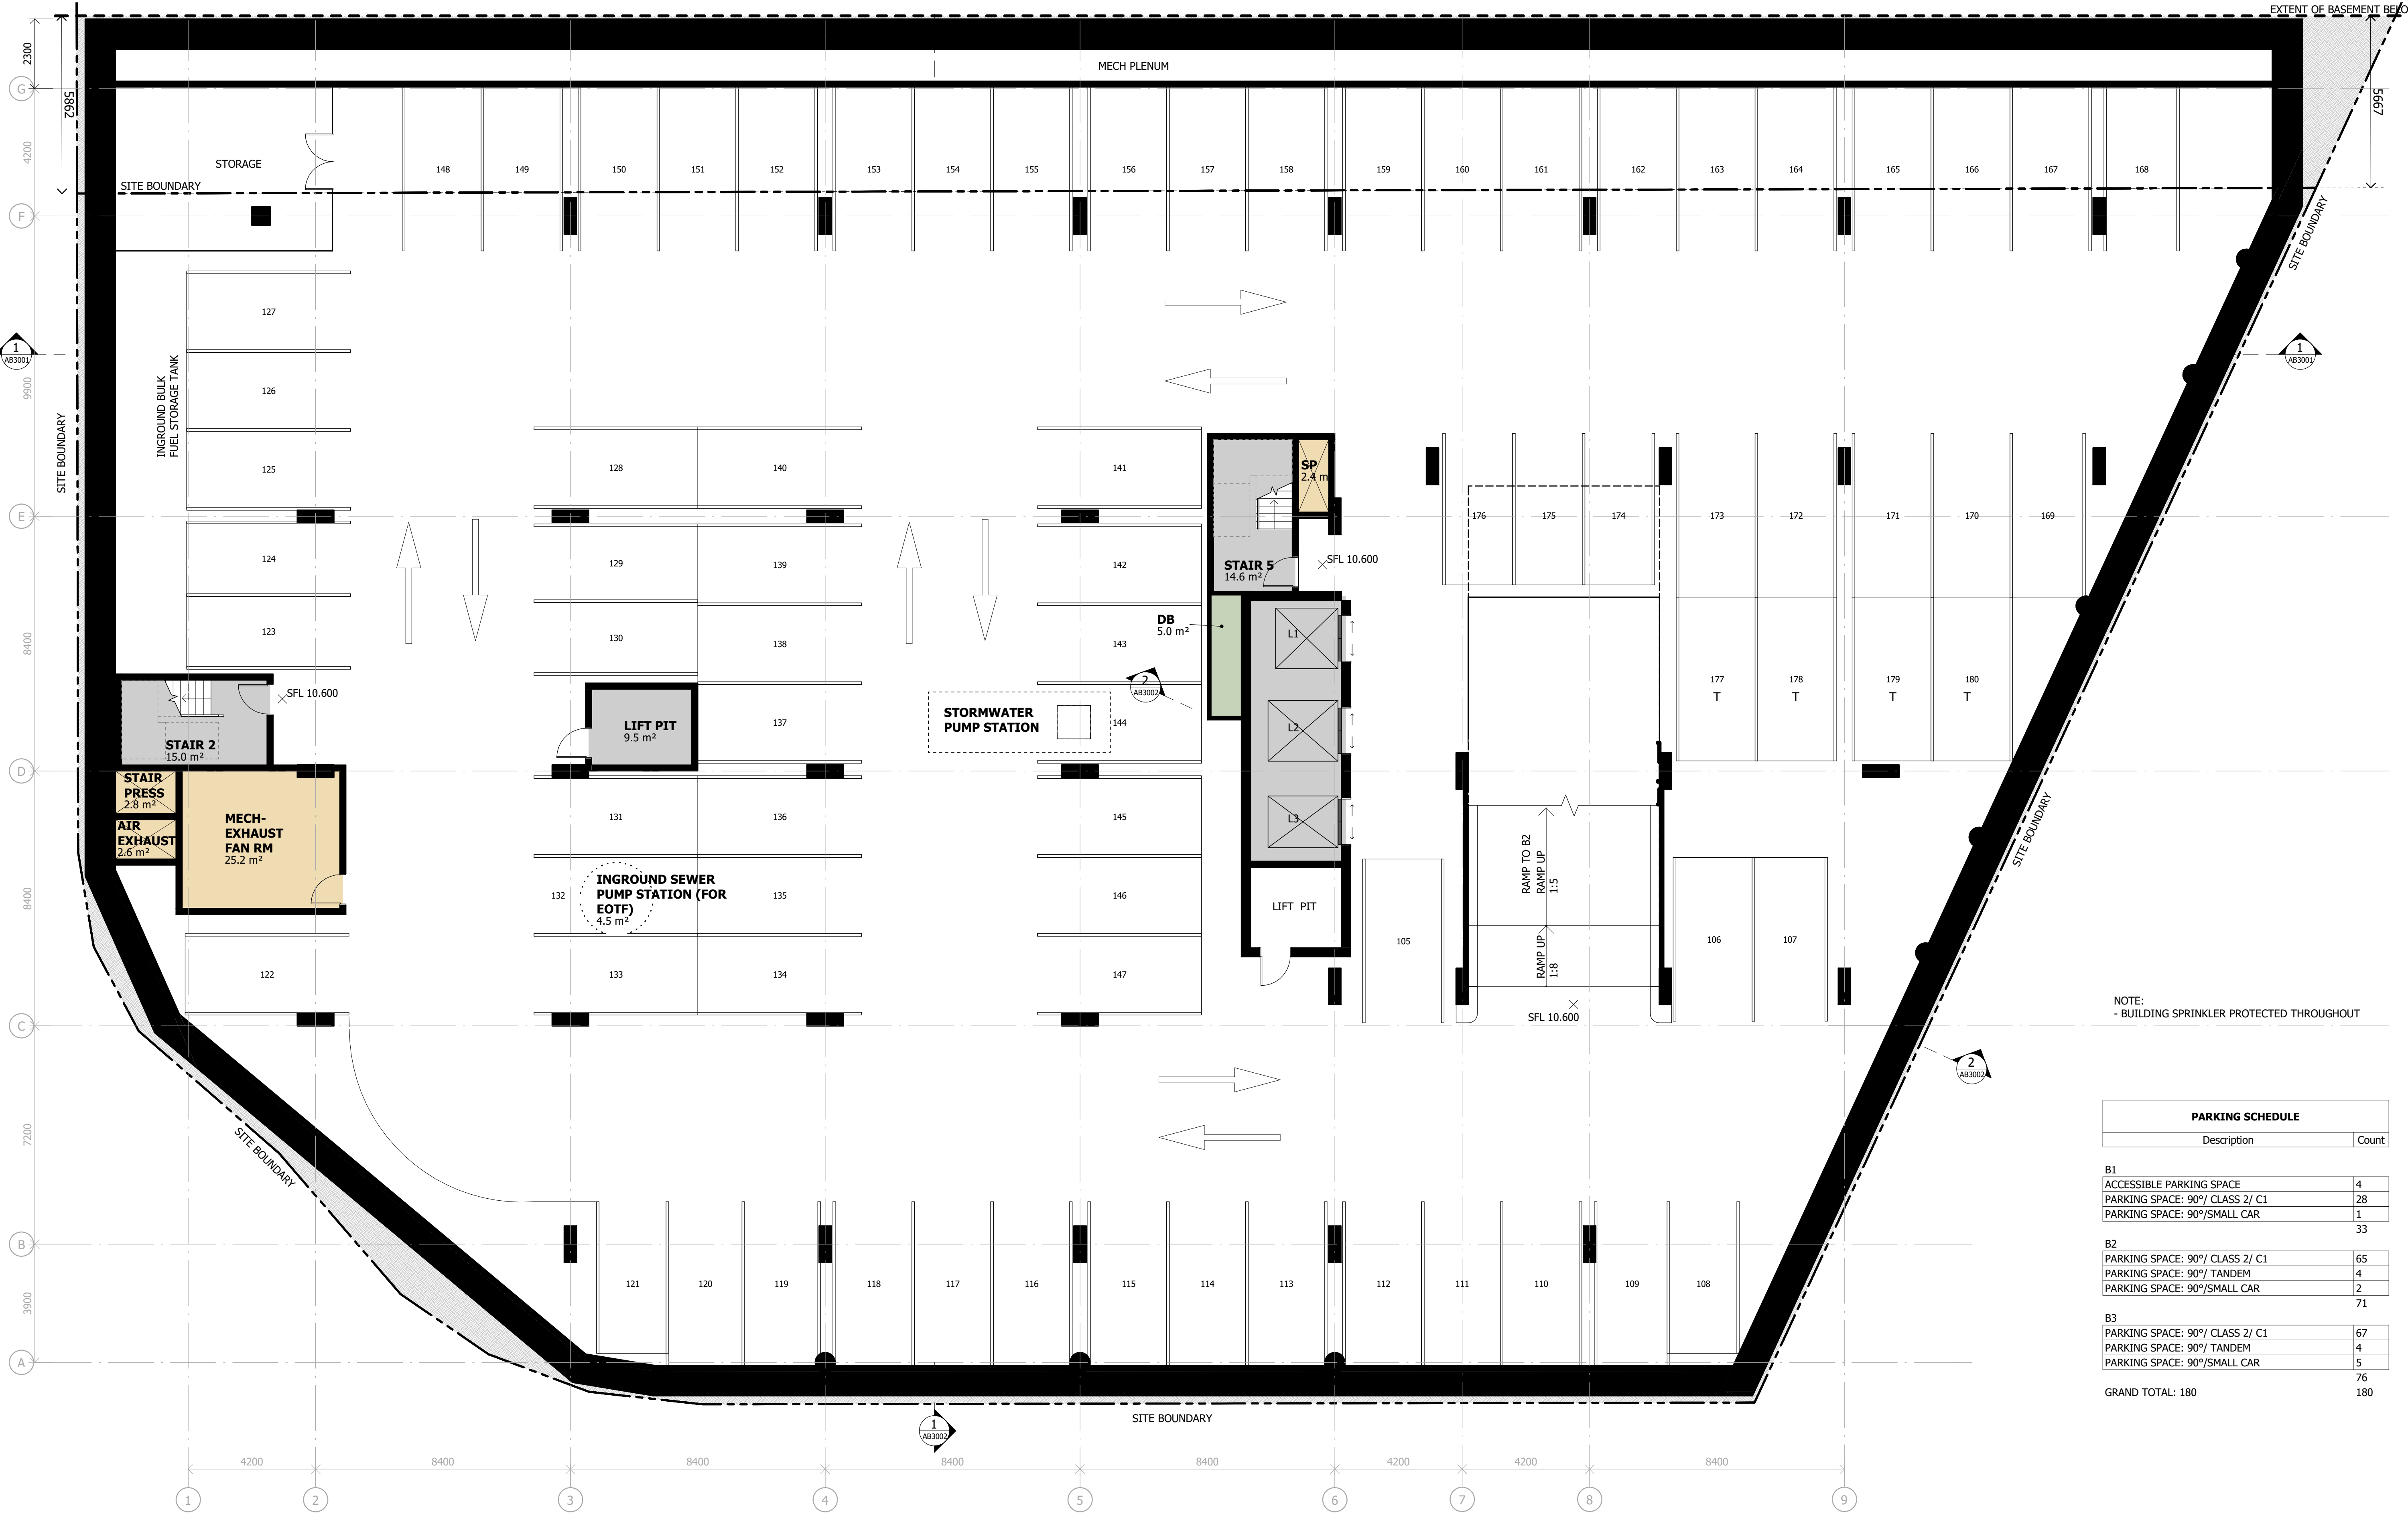 EXTENT OF BASEMENT BELO
2300
5862
MECH PLENUM
5667
G
4200
STORAGE
SITE BOUNDARY
148
149
150
151
152
153
154
155
156
157
158
159
160
161
162
163
164
165
166
167
168
F
SITE BOUNDARY
127
1
AB3001
1
AB3001
INGROUND BULK
FUEL STORAGE TANK
126
9900
SITE BOUNDARY
125
128
140
141
SP
2.4 m
E
176
175
174
173
172
171
170
169
124
129
139
142
STAIR 5
14.6 m²
SFL 10.600
DB
5.0 m²
123
130
138
143
L1
8400
2
AB3002
177
T
178
T
179
T
180
T
SFL 10.600
STAIR 2
15.0 m²
LIFT PIT
9.5 m²
137
STORMWATER
PUMP STATION
144
L2
D
STAIR
PRESS
2.8 m²
AIR
EXHAUST
2.6 m²
MECH-
EXHAUST
FAN RM
25.2 m²
131
136
145
L3
SITE BOUNDARY
RAMP TO B2
RAMP UP
1:5
8400
132
INGROUND SEWER
PUMP STATION (FOR
EOTF)
4.5 m²
135
146
LIFT PIT
105
106
107
RAMP UP
1:8
122
133
134
147
SFL 10.600
NOTE:
- BUILDING SPRINKLER PROTECTED THROUGHOUT
C
2
AB3002
7200
SITE BOUNDARY
B
121
120
119
118
117
116
115
114
113
112
111
110
109
108
3900
A
PARKING SCHEDULE
Description Count
B1
ACCESSIBLE PARKING SPACE 4
PARKING SPACE: 90°/ CLASS 2/ C1 28
PARKING SPACE: 90°/SMALL CAR 1
33
B2
PARKING SPACE: 90°/ CLASS 2/ C1 65
PARKING SPACE: 90°/ TANDEM 4
PARKING SPACE: 90°/SMALL CAR 2
71
B3
PARKING SPACE: 90°/ CLASS 2/ C1 67
PARKING SPACE: 90°/ TANDEM 4
PARKING SPACE: 90°/SMALL CAR 5
76
GRAND TOTAL: 180 180
1
AB3002
SITE BOUNDARY
4200
8400
8400
8400
8400
4200
4200
8400
1
2
3
4
5
6
7
8
9